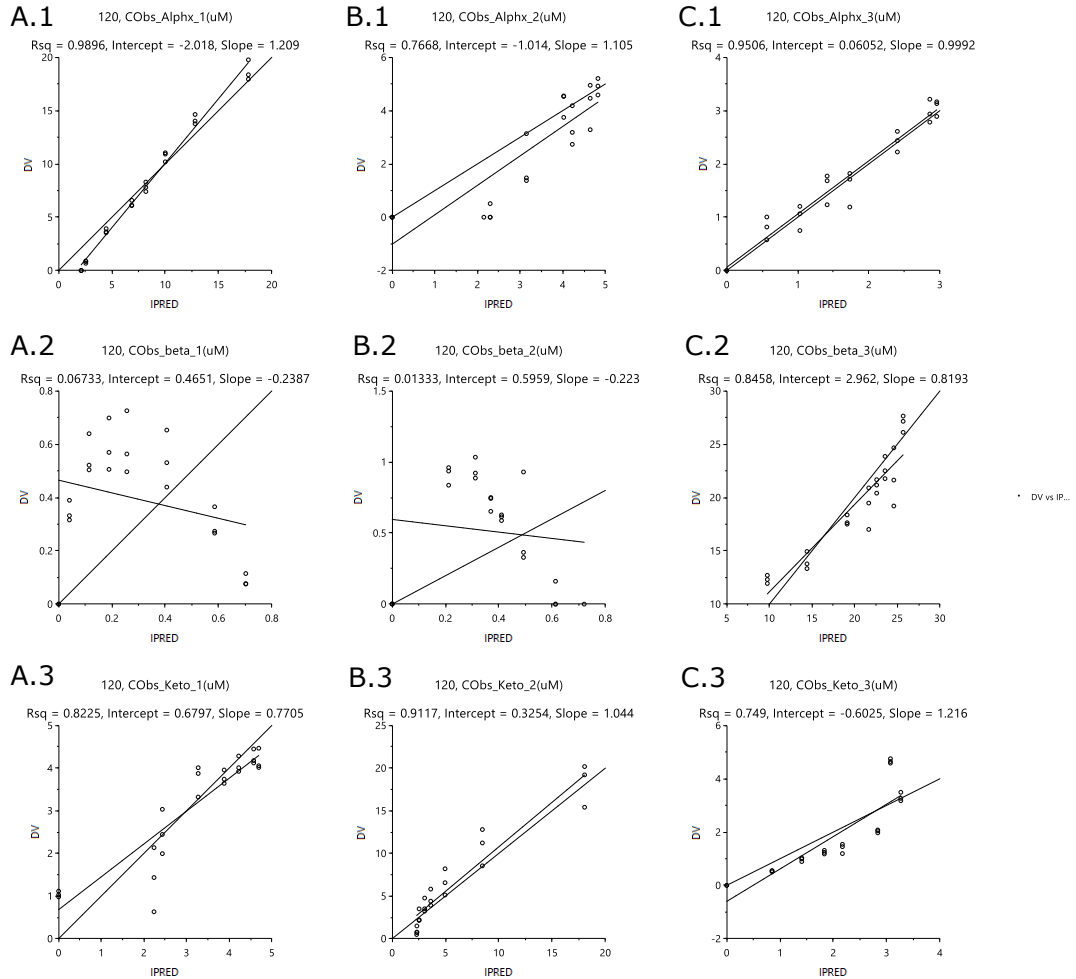 A.1
120, CObs_Alphx_1(uM)
Rsq = 0.9896, Intercept = -2.018, Slope = 1.209
20
15
10
5
0
DV
0 5 10 15 20
IPRED
B.1
120, CObs_Alphx_2(uM)
Rsq = 0.7668, Intercept = -1.014, Slope = 1.105
6
4
2
0
-2
DV
0 1 2 3 4 5
IPRED
C.1
120, CObs_Alphx_3(uM)
Rsq = 0.9506, Intercept = 0.06052, Slope = 0.9992
4
3
2
1
0
DV
0 1 2 3
IPRED
A.2
120, CObs_beta_1(uM)
Rsq = 0.06733, Intercept = 0.4651, Slope = -0.2387
0.8
0.6
0.4
0.2
0
DV
0 0.2 0.4 0.6 0.8
IPRED
B.2
120, CObs_beta_2(uM)
Rsq = 0.01333, Intercept = 0.5959, Slope = -0.223
1.5
1
0.5
0
DV
0 0.2 0.4 0.6 0.8
IPRED
C.2
120, CObs_beta_3(uM)
Rsq = 0.8458, Intercept = 2.962, Slope = 0.8193
30
25
20
15
10
DV
5 10 15 20 25 30
IPRED
DV vs IP...
A.3
120, CObs_Keto_1(uM)
Rsq = 0.8225, Intercept = 0.6797, Slope = 0.7705
5
4
3
2
1
0
DV
0 1 2 3 4 5
IPRED
B.3
120, CObs_Keto_2(uM)
Rsq = 0.9117, Intercept = 0.3254, Slope = 1.044
25
20
15
10
5
0
DV
0 5 10 15 20
IPRED
C.3
120, CObs_Keto_3(uM)
Rsq = 0.749, Intercept = -0.6025, Slope = 1.216
6
4
2
0
-2
DV
0 1 2 3 4
IPRED